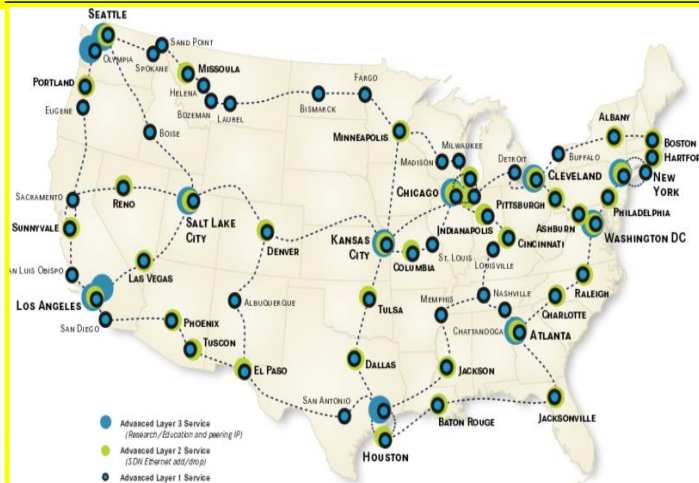 SEATTLE
SAND POINT
OLYMPIA
SPOKANE
MISSOULA
PORTLAND
HELENA
FARGO
EUGENE
BOZEMAN
LAUREL
BISMARCK
ALBANY
BOISE
MINNEAPOLIS
BOSTON
MILWAUKEE
HARTFOR
MADISON
DETROIT
BUFFALO
CLEVELAND
NEW
YORK
CHICAGO
SACRAMENTO
RENO
PITTSBURGH
PHILADELPHIA
SALT LAKE
CITY
SUNNYVALE
INDIANAPOLIS
ASHBURN
KANSAS
CITY
WASHINGTON DC
DENVER
CINCINNATI
COLUMBIA
ST. LOUIS
LOUISVILLE
AN LUIS OBISPO
LAS VEGAS
RALEIGH
LOS ANGELES
ALBUQUERQUE
TULSA
MEMPHIS
NASHVILLE
CHARLOTTE
SAN DIEGO
PHOENIX
CHATTANOOGA
ATLANTA
TUSCON
DALLAS
JACKSON
EL PASO
SAN ANTONIO
BATON ROUGE
JACKSONVILLE
HOUSTON
Advanced Layer 3 Service
(Research/Education and peering IP)
Advanced Layer 2 Service
(SDN Ethernet add/drop)
Advanced Layer 1 Service